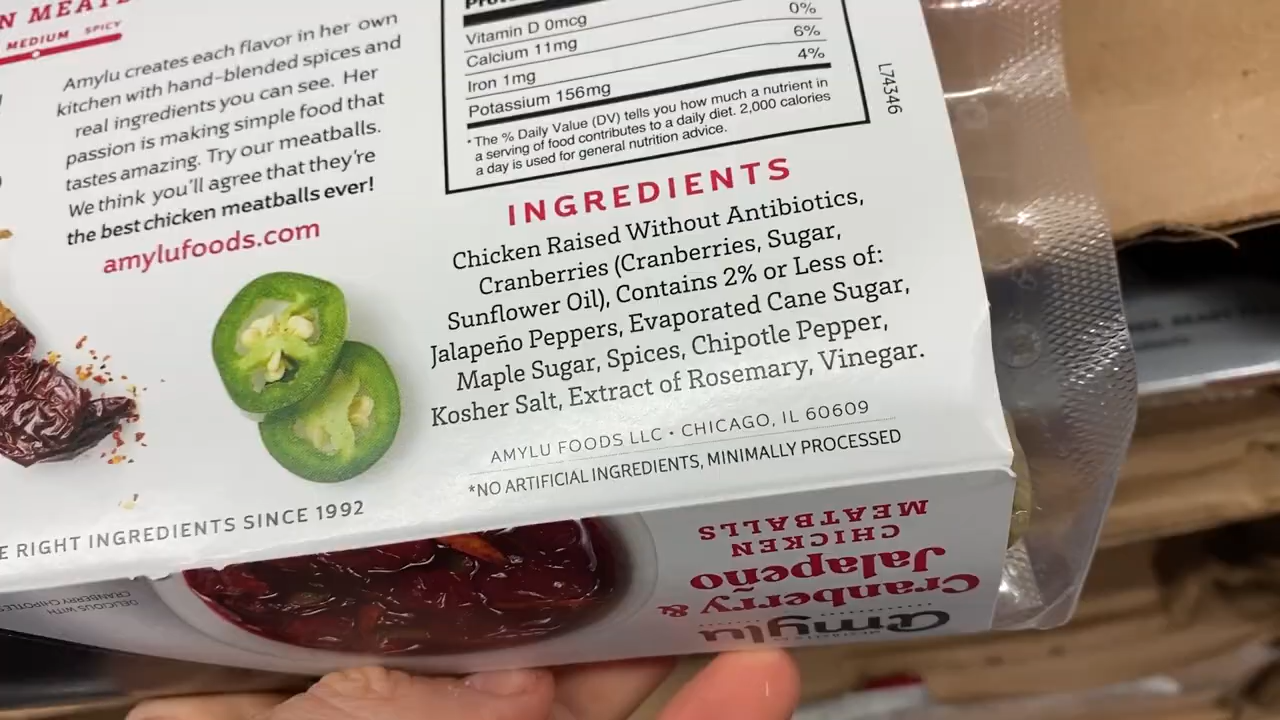 N MEAT
MEDIUM SPICY
Amylu creates each flavor in her own
kitchen with hand-blended spices and
real ingredients you can see. Her
passion is making simple food that
tastes amazing. Try our meatballs.
We think you'll agree that they're
the best chicken meatballs ever!
amylufoods.com
E RIGHT INGREDIENTS SINCE 1992
Vitamin D 0mcg 0%
Calcium 11mg
Iron 1mg 6%
Potassium 156mg 4%
* The % Daily Value (DV) tells you how much a nutrient in
a serving of food contributes to a daily diet. 2,000 calories
a day is used for general nutrition advice.
L74346
INGREDIENTS
Chicken Raised Without Antibiotics,
Cranberries (Cranberries, Sugar,
Sunflower Oil), Contains 2% or Less of:
Jalapeño Peppers, Evaporated Cane Sugar,
Maple Sugar, Spices, Chipotle Pepper,
Kosher Salt, Extract of Rosemary, Vinegar.
AMYLU FOODS LLC • CHICAGO, IL 60609
*NO ARTIFICIAL INGREDIENTS, MINIMALLY PROCESSED
amylu
Cranberry &
Jalapeño
CHICKEN
MEATBALLS
DELICIOUS WITH
CRANBERRY CHIPOTLE